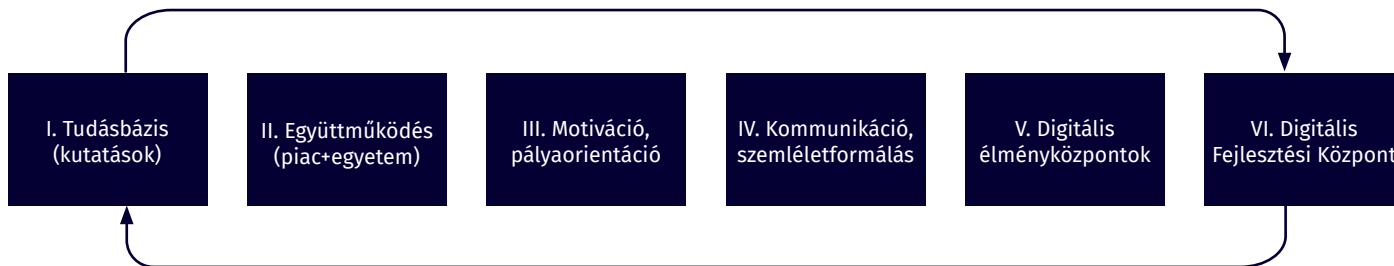 I. Tudásbázis
(kutatások)
II. Együttműködés
(piac+egyetem)
III. Motiváció,
pályaorientáció
IV. Kommunikáció,
szemléletformálás
V. Digitális
élményközpontok
VI. Digitális
Fejlesztési Központ